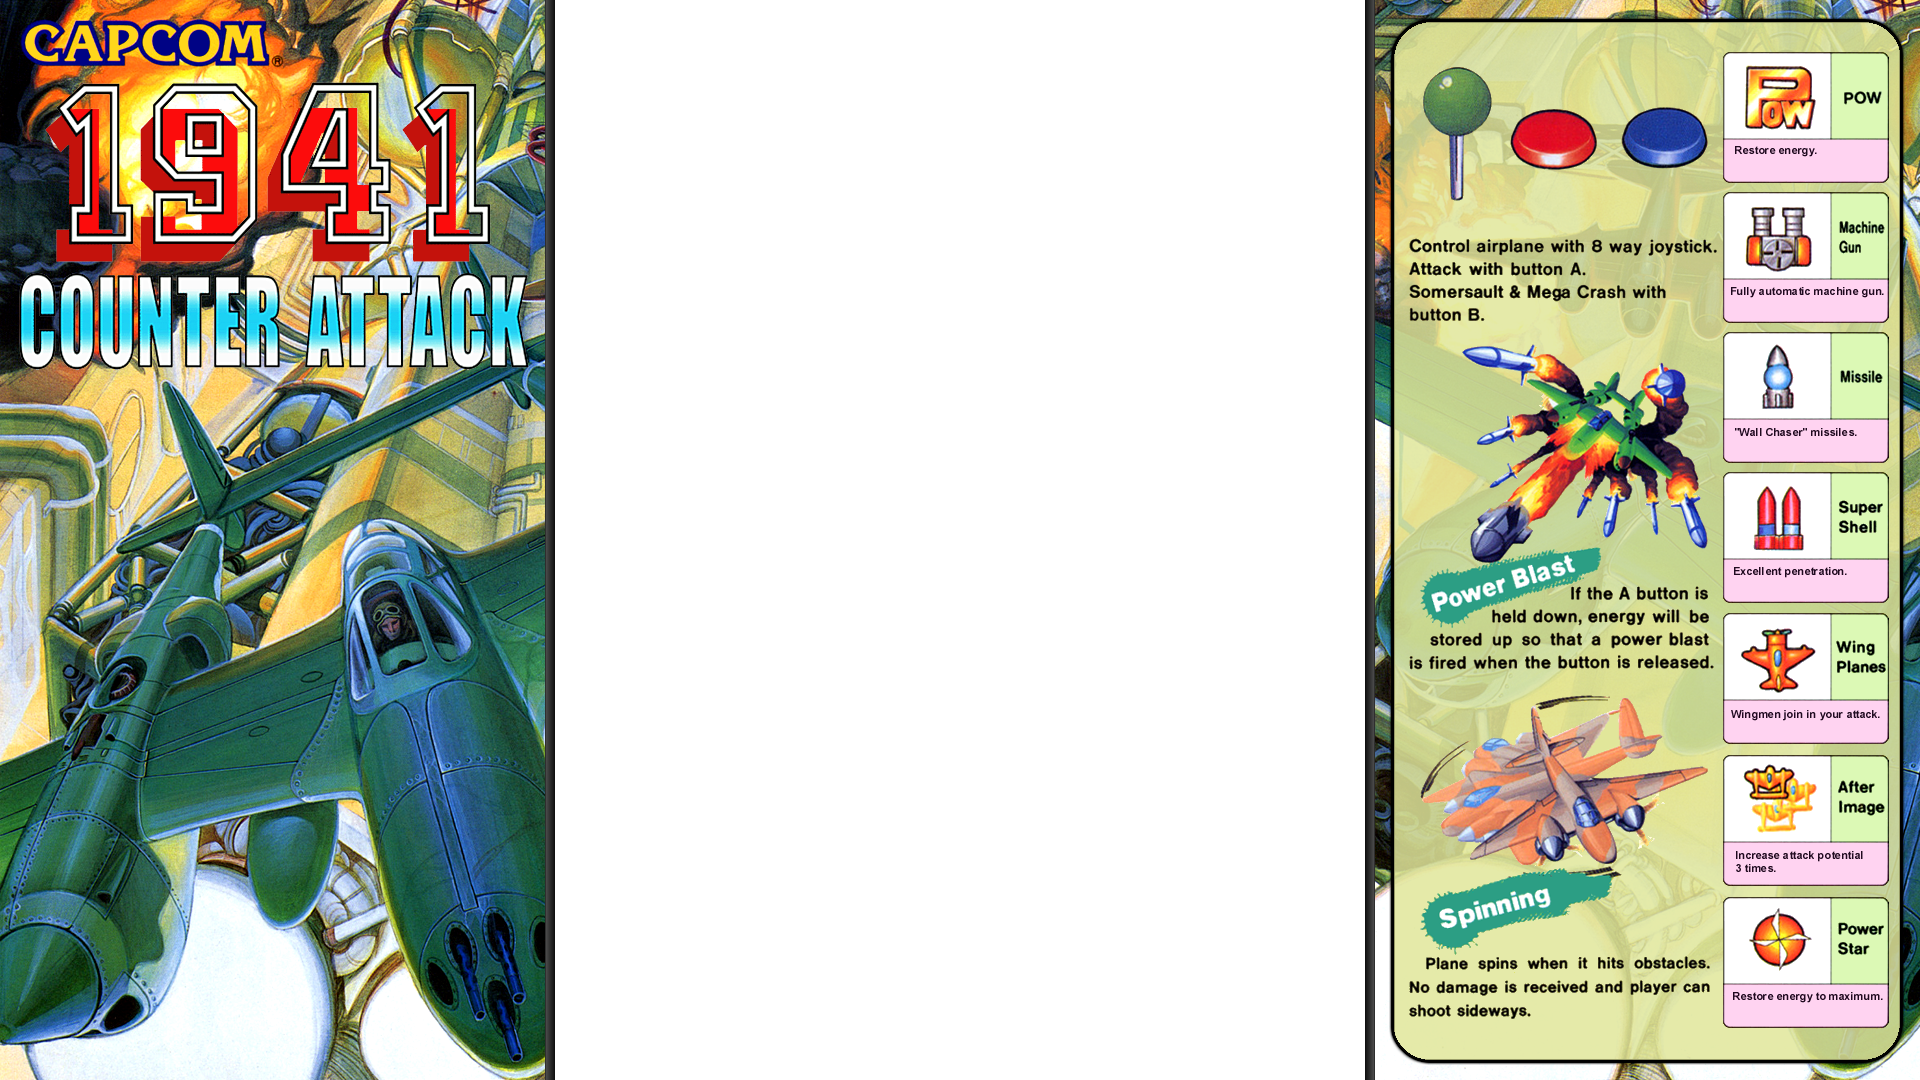 CAPCOM®
1941
COUNTER ATTACK
Control airplane with 8 way joystick.
Attack with button A.
Somersault & Mega Crash with
button B.
Power Blast
If the A button is
held down, energy will be
stored up so that a power blast
is fired when the button is released.
Spinning
Plane spins when it hits obstacles.
No damage is received and player can
shoot sideways.
POW
POW
Restore energy.
Machine
Gun
Fully automatic machine gun.
Missile
"Wall Chaser" missiles.
Super
Shell
Excellent penetration.
Wing
Planes
Wingmen join in your attack.
After
Image
Increase attack potential
3 times.
Power
Star
Restore energy to maximum.